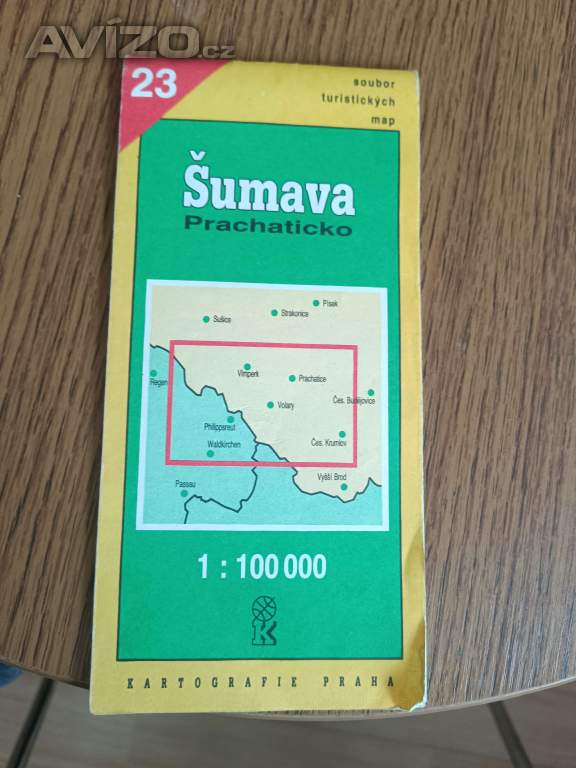 AVÍZO.cz
23
soubor
turistických
map
Šumava
Prachaticko
Písek
Strakonice
Sušice
Vimperk
Prachatice
Regen
Čes. Budějovice
Volary
Philippsreut
Čes. Krumlov
Waldkirchen
Vyšší Brod
Passau
1 : 100 000
K
KARTOGRAFIE PRAHA